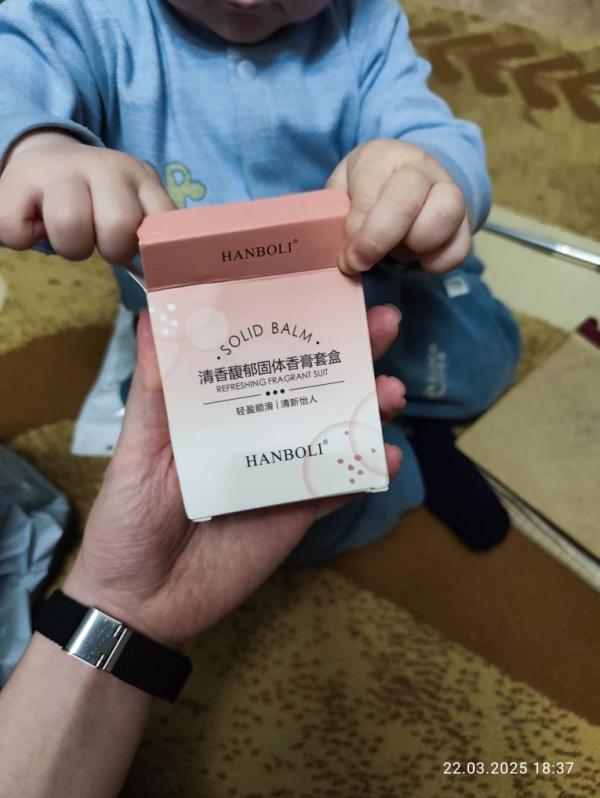 HANBOLI®
· SOLID BALM ·
清香馥郁固体香膏套盒
REFRESHING FRAGRANT SUIT
轻盈顺滑 | 清新怡人
HANBOLI®
22.03.2025 18:37